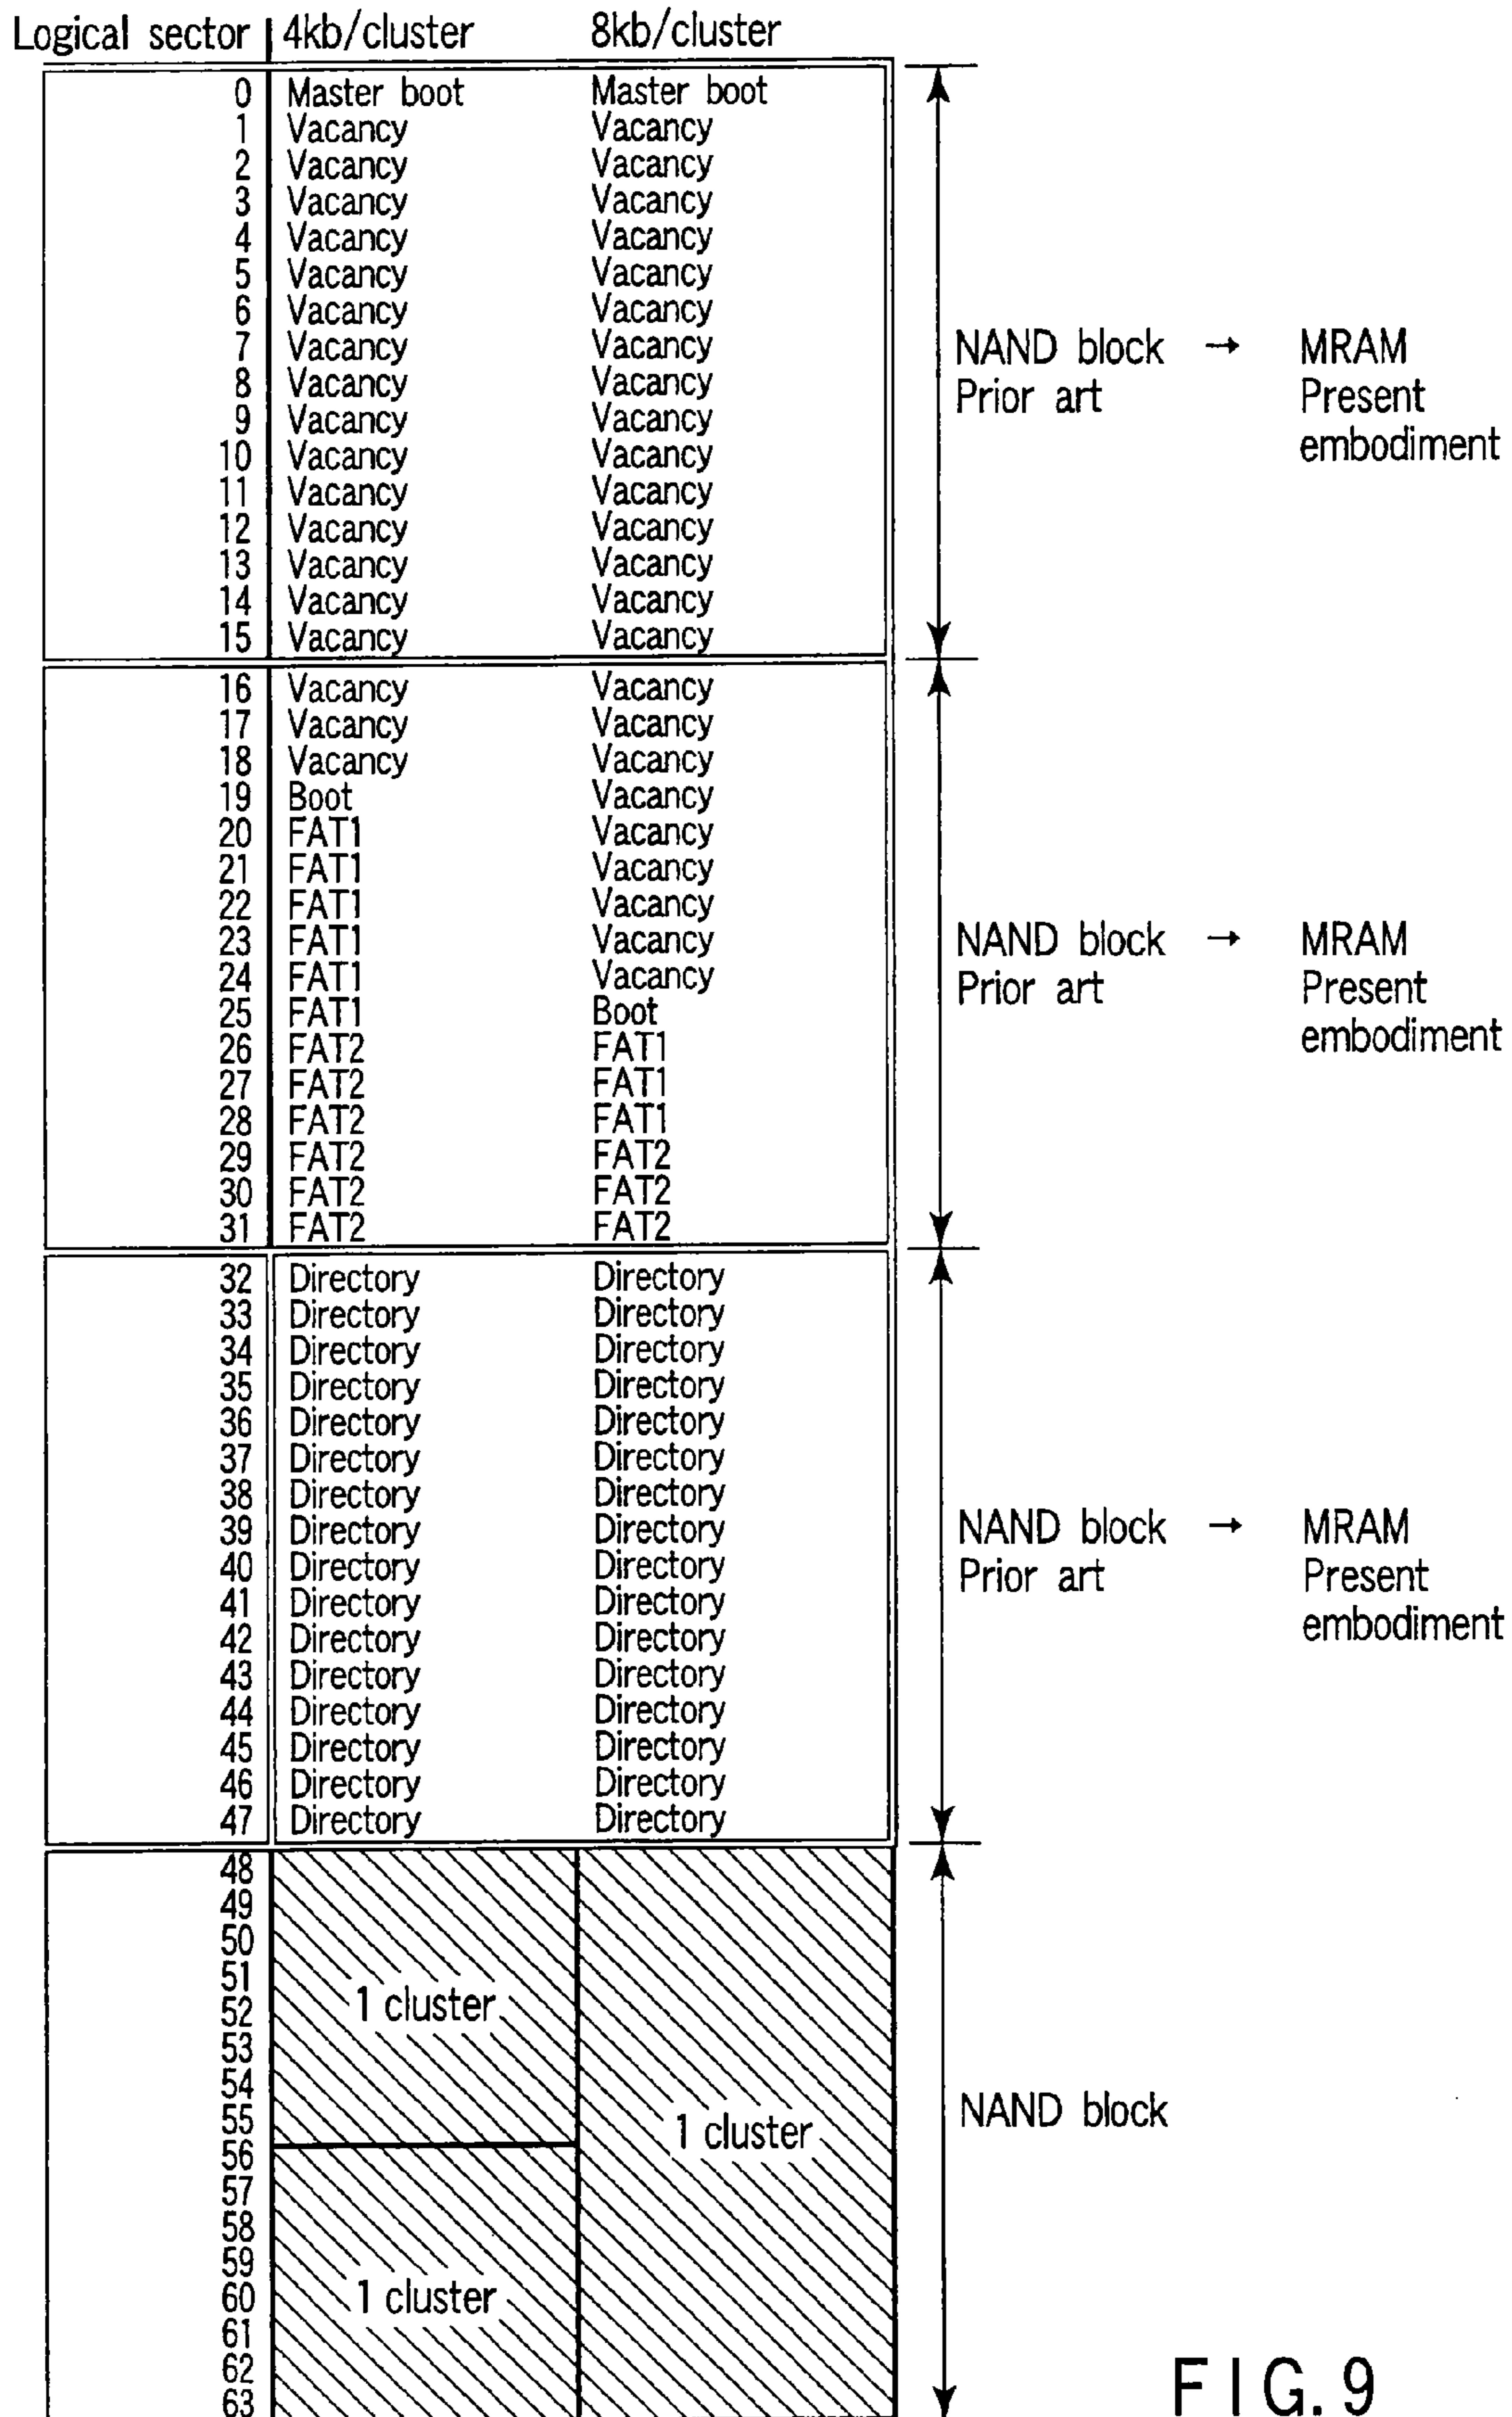 Logical sector 4kb/cluster 8kb/cluster
0 Master boot Master boot
1 Vacancy Vacancy
2 Vacancy Vacancy
3 Vacancy Vacancy
4 Vacancy Vacancy
5 Vacancy Vacancy
6 Vacancy Vacancy
7 Vacancy Vacancy
8 Vacancy Vacancy
9 Vacancy Vacancy
10 Vacancy Vacancy
11 Vacancy Vacancy
12 Vacancy Vacancy
13 Vacancy Vacancy
14 Vacancy Vacancy
15 Vacancy Vacancy
NAND block → MRAM
Prior art Present
embodiment
16 Vacancy Vacancy
17 Vacancy Vacancy
18 Vacancy Vacancy
19 Boot Vacancy
20 FAT1 Vacancy
21 FAT1 Vacancy
22 FAT1 Vacancy
23 FAT1 Vacancy
24 FAT1 Vacancy
25 FAT1 Boot
26 FAT2 FAT1
27 FAT2 FAT1
28 FAT2 FAT1
29 FAT2 FAT2
30 FAT2 FAT2
31 FAT2 FAT2
NAND block → MRAM
Prior art Present
embodiment
32 Directory Directory
33 Directory Directory
34 Directory Directory
35 Directory Directory
36 Directory Directory
37 Directory Directory
38 Directory Directory
39 Directory Directory
40 Directory Directory
41 Directory Directory
42 Directory Directory
43 Directory Directory
44 Directory Directory
45 Directory Directory
46 Directory Directory
47 Directory Directory
NAND block → MRAM
Prior art Present
embodiment
48
49
50
51
52 1 cluster
53
54
55 1 cluster
56
57
58
59
60 1 cluster
61
62
63
NAND block
FIG. 9